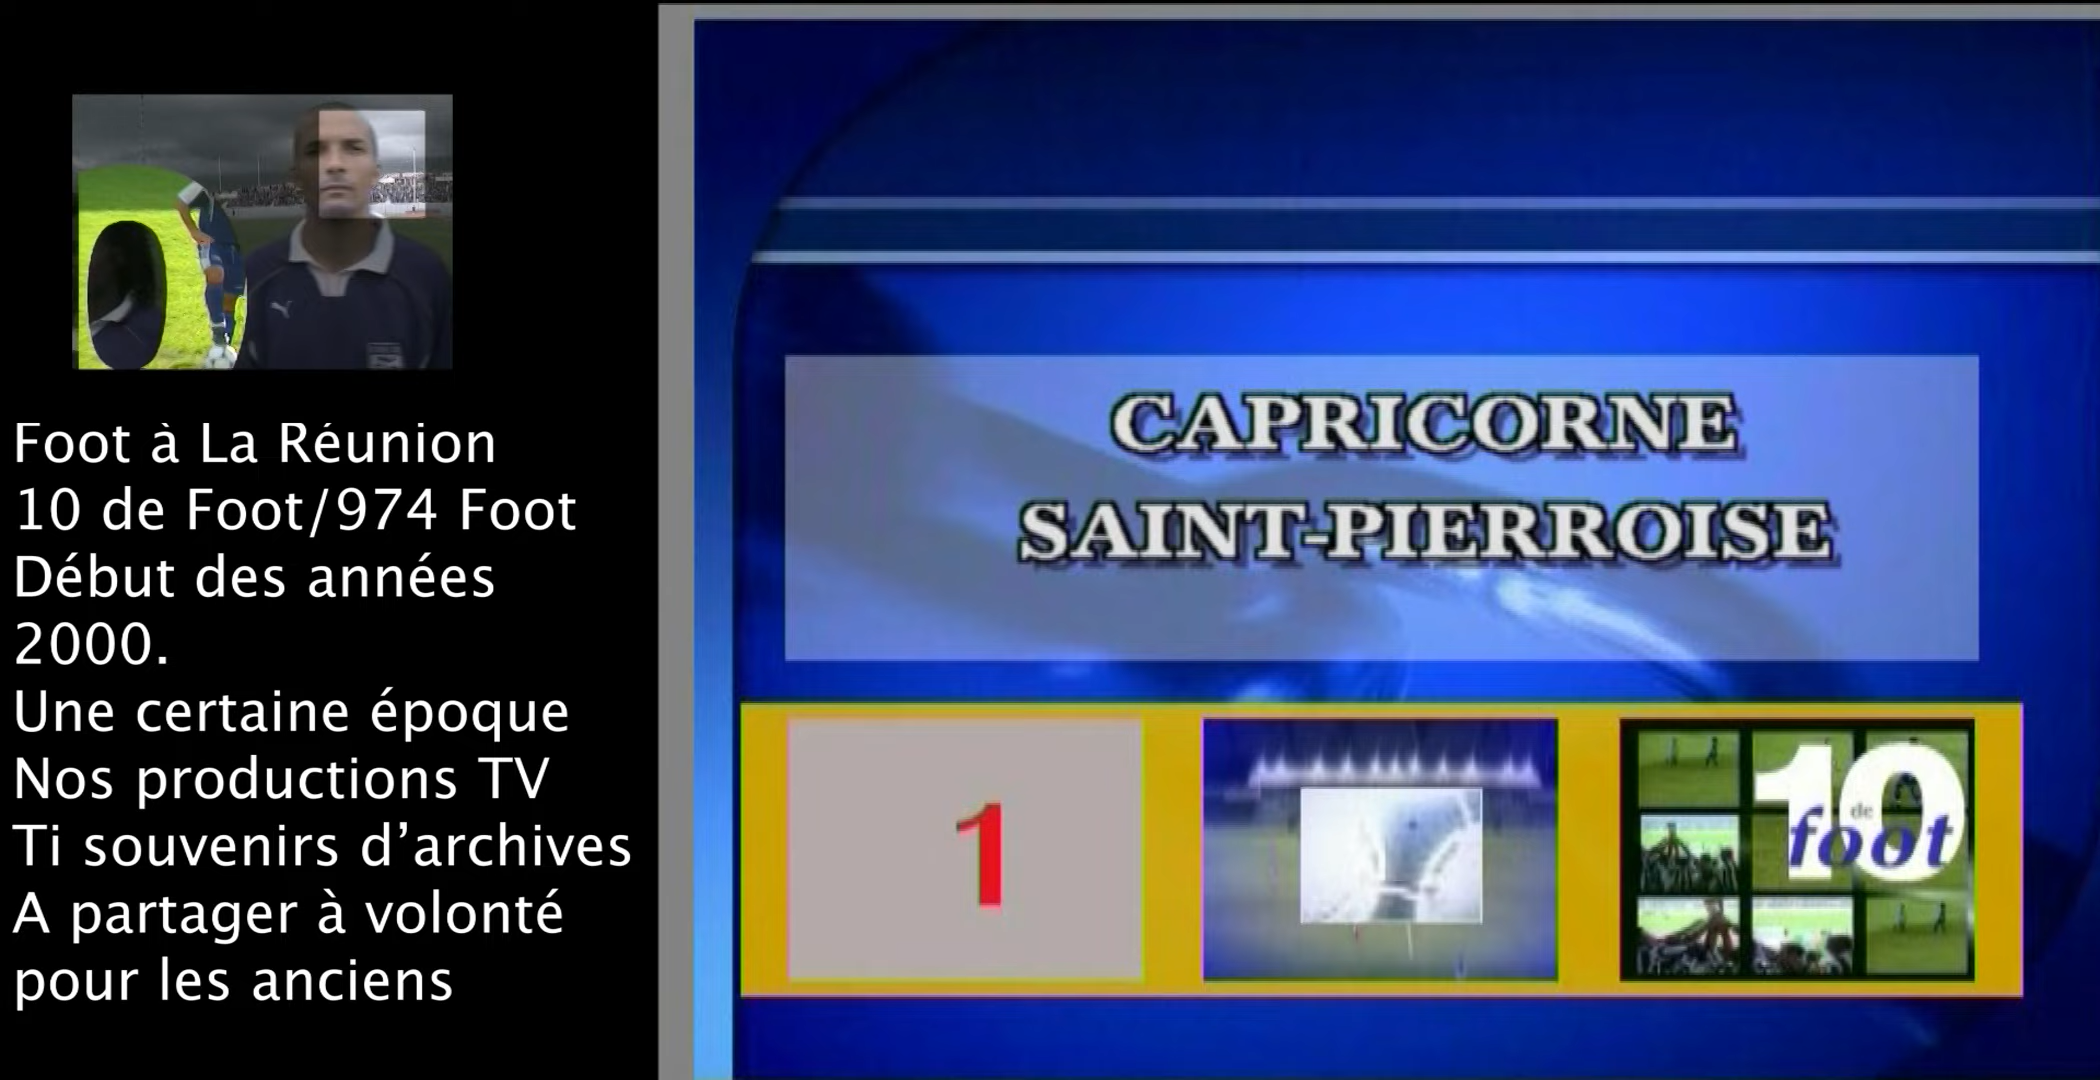 Foot à La Réunion
10 de Foot/974 Foot
Début des années
2000.
Une certaine époque
Nos productions TV
Ti souvenirs d’archives
A partager à volonté
pour les anciens
CAPRICORNE
SAINT-PIERROISE
1
10
de
foot